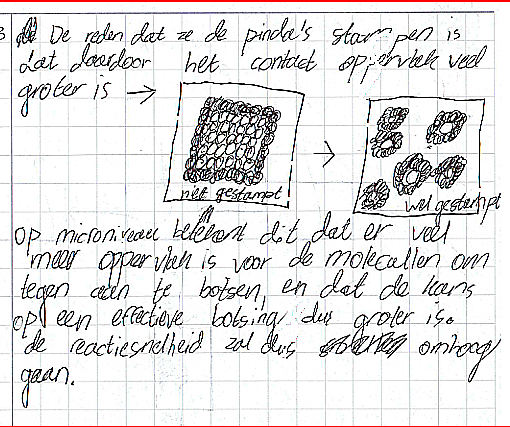 3 De reden dat ze de pinda's stampen is
dat daardoor het contact oppervlak veel
groter is →
niet gestampt
→
wel gestampt
op microniveau betekent dit dat er veel
meer oppervlak is voor de moleculen om
tegen aan te botsen, en dat de kans
op een effectieve botsing dus groter is.
de reactiesnelheid zal dus omhoog
gaan.